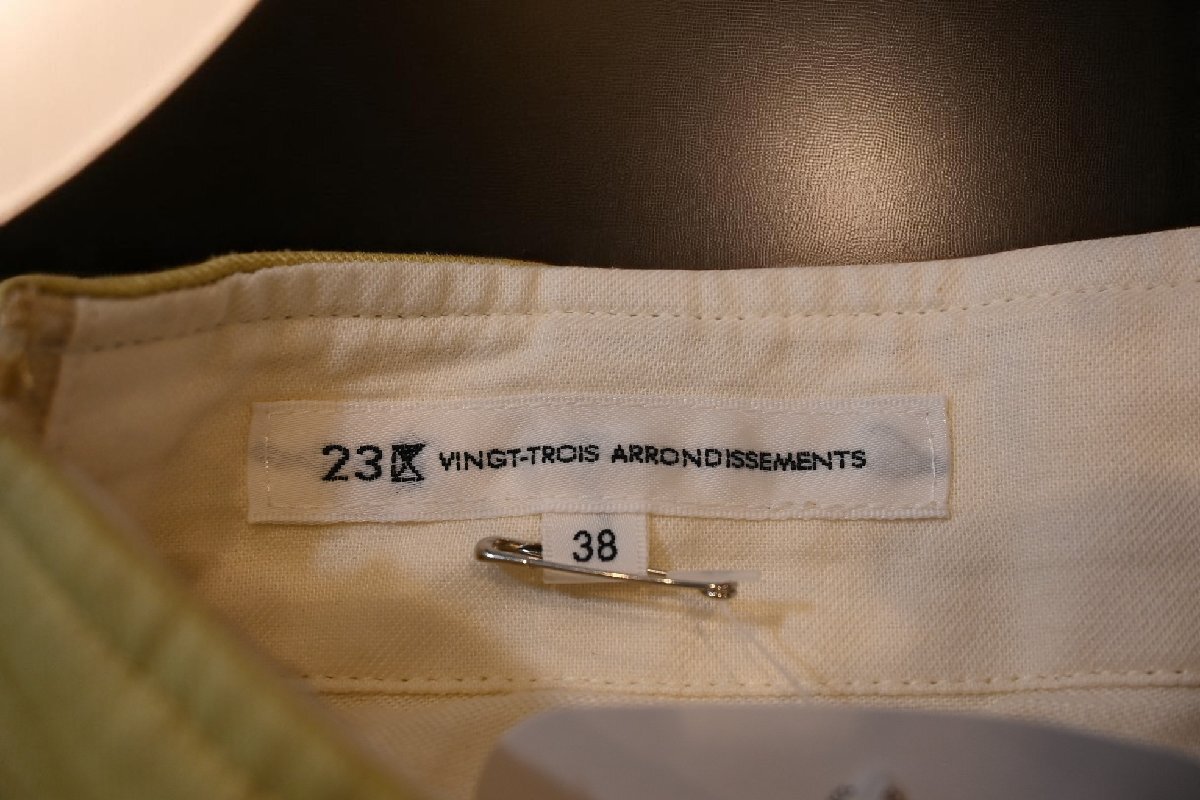 23区 VINGT-TROIS ARRONDISSEMENTS
38